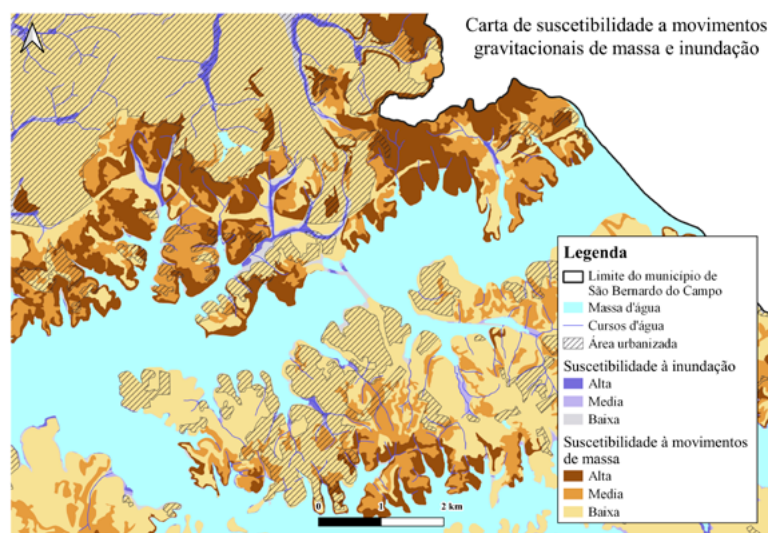 Carta de suscetibilidade a movimentos
gravitacionais de massa e inundação
Legenda
Limite do município de
São Bernardo do Campo
Massa d'água
Cursos d'água
Área urbanizada
Suscetibilidade à inundação
Alta
Media
Baixa
Suscetibilidade à movimentos
de massa
Alta
Media
Baixa
0 1 2 km